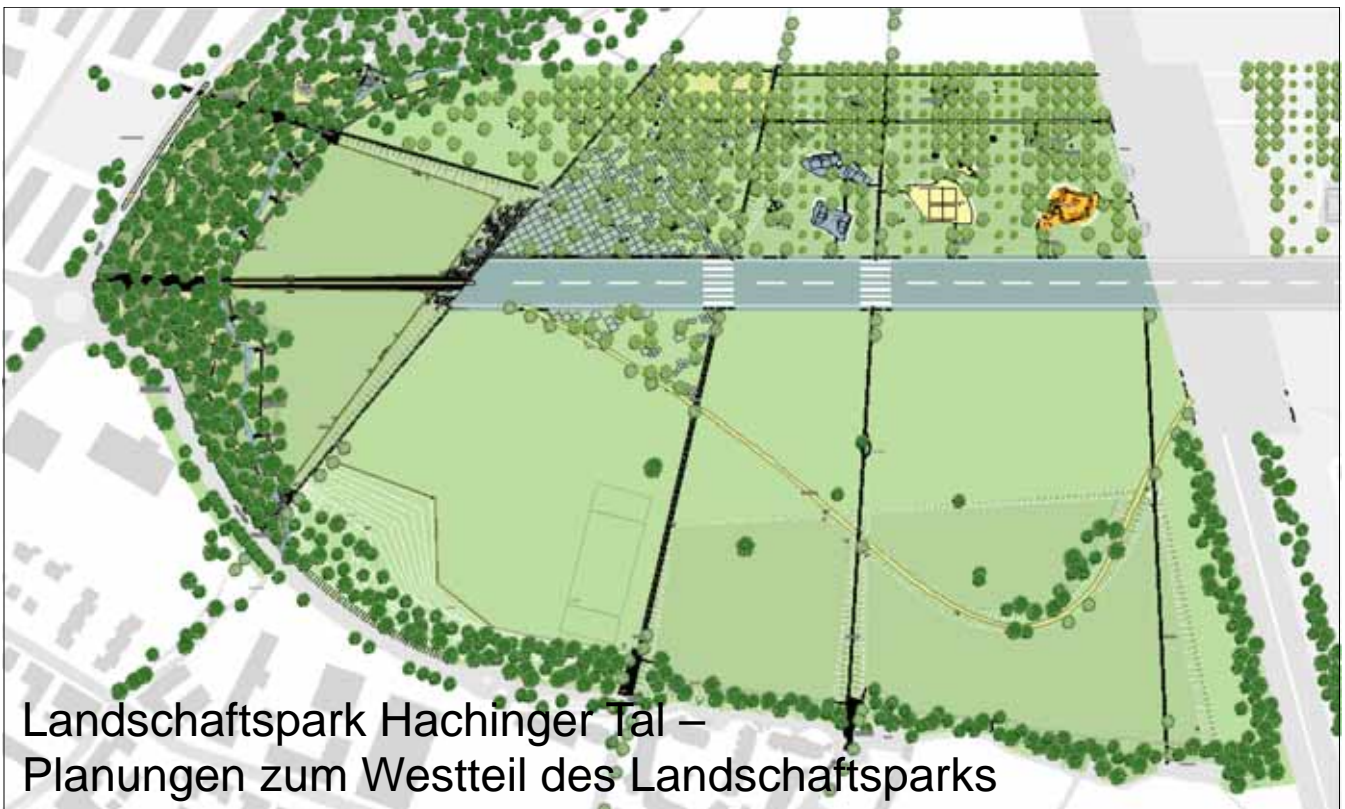 Landschaftspark Hachinger Tal –
Planungen zum Westteil des Landschaftsparks